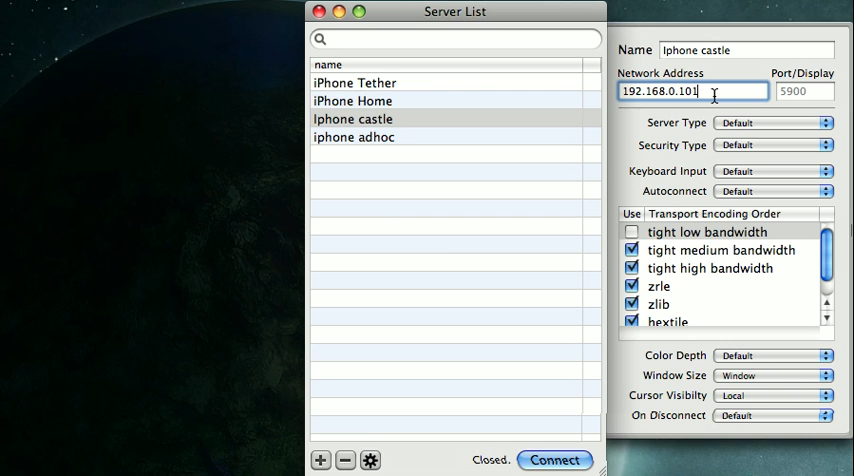 Server List
name
iPhone Tether
iPhone Home
Iphone castle
iphone adhoc
Closed. Connect
Name Iphone castle
Network Address Port/Display
192.168.0.101 5900
Server Type Default
Security Type Default
Keyboard Input Default
Autoconnect Default
Use Transport Encoding Order
tight low bandwidth
tight medium bandwidth
tight high bandwidth
zrle
zlib
hextile
Color Depth Default
Window Size Window
Cursor Visibilty Local
On Disconnect Default